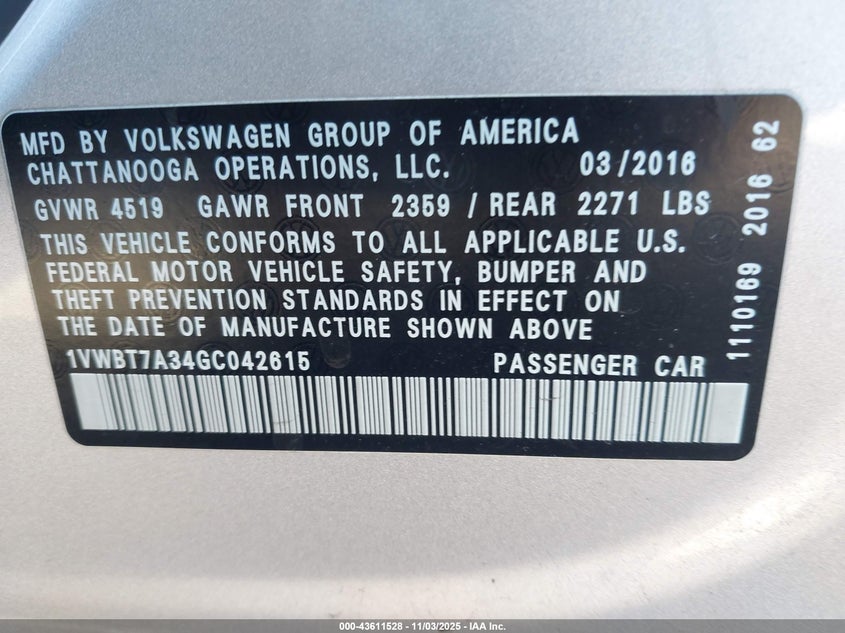 MFD BY VOLKSWAGEN GROUP OF AMERICA
CHATTANOOGA OPERATIONS, LLC. 03/2016
GVWR 4519 GAWR FRONT 2359 / REAR 2271 LBS
THIS VEHICLE CONFORMS TO ALL APPLICABLE U.S.
FEDERAL MOTOR VEHICLE SAFETY, BUMPER AND
THEFT PREVENTION STANDARDS IN EFFECT ON
THE DATE OF MANUFACTURE SHOWN ABOVE
1VWBT7A34GC042615 PASSENGER CAR
1110169 2016 62
000-43611528 - 11/03/2025 - IAA Inc.